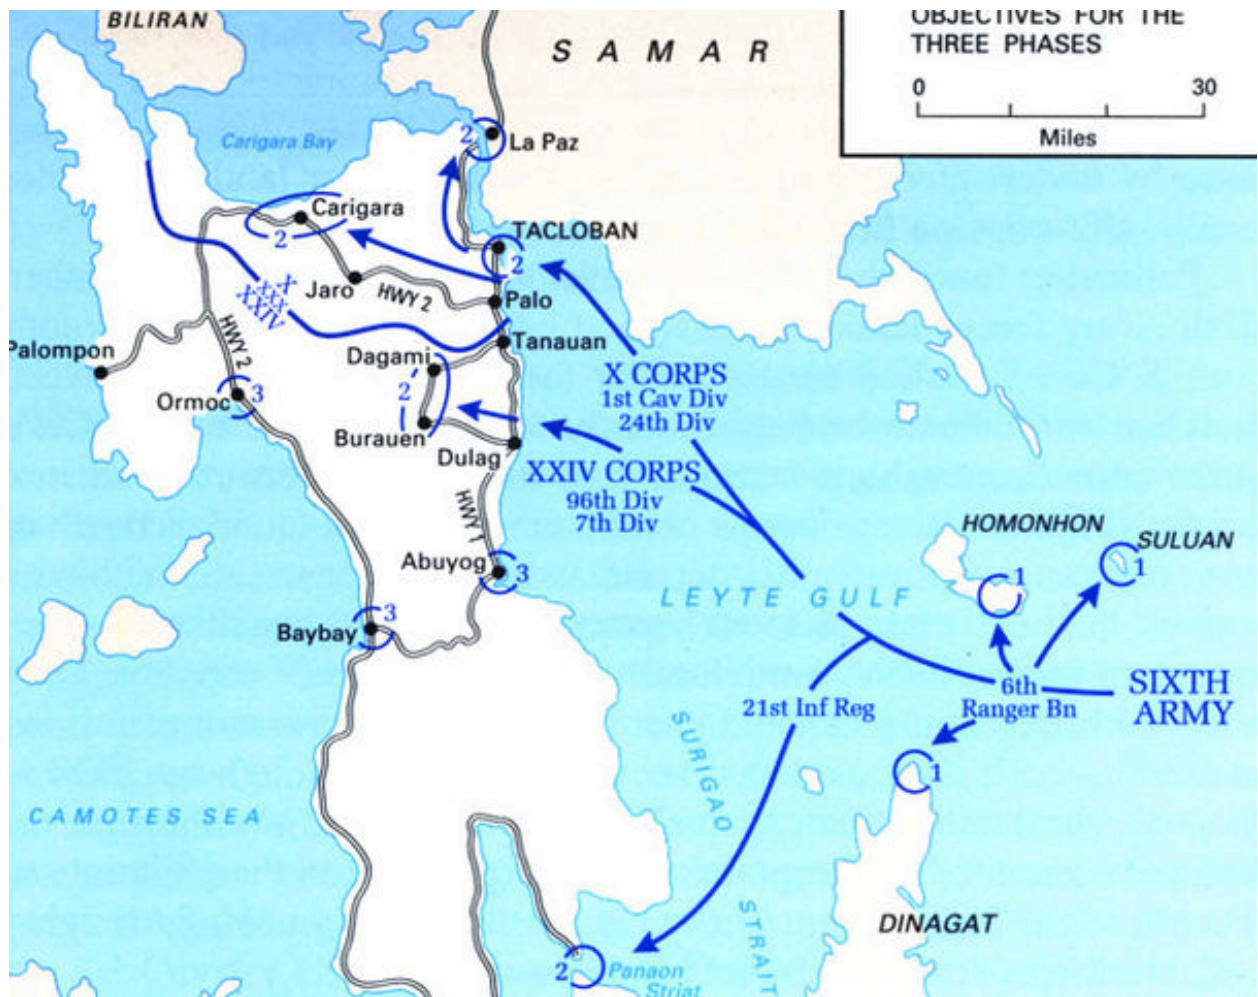 BILIRAN
SAMAR
OBJECTIVES FOR THE
THREE PHASES
0 30
Miles
Carigara Bay
2
La Paz
Carigara
2
TACLOBAN
2
Jaro
HWY 2
Palo
X
XXX
XXIV
HWY 2
Palompon
Tanauan
Dagami
2
Ormoc
3
Burauen
Dulag
X CORPS
1st Cav Div
24th Div
XXIV CORPS
96th Div
7th Div
HWY 1
Abuyog
3
HOMONHON
1
SULUAN
1
LEYTE GULF
Baybay
3
6th
Ranger Bn
SIXTH
ARMY
21st Inf Reg
SURIGAO
STRAIT
1
CAMOTES SEA
DINAGAT
2
Panaon
Striat